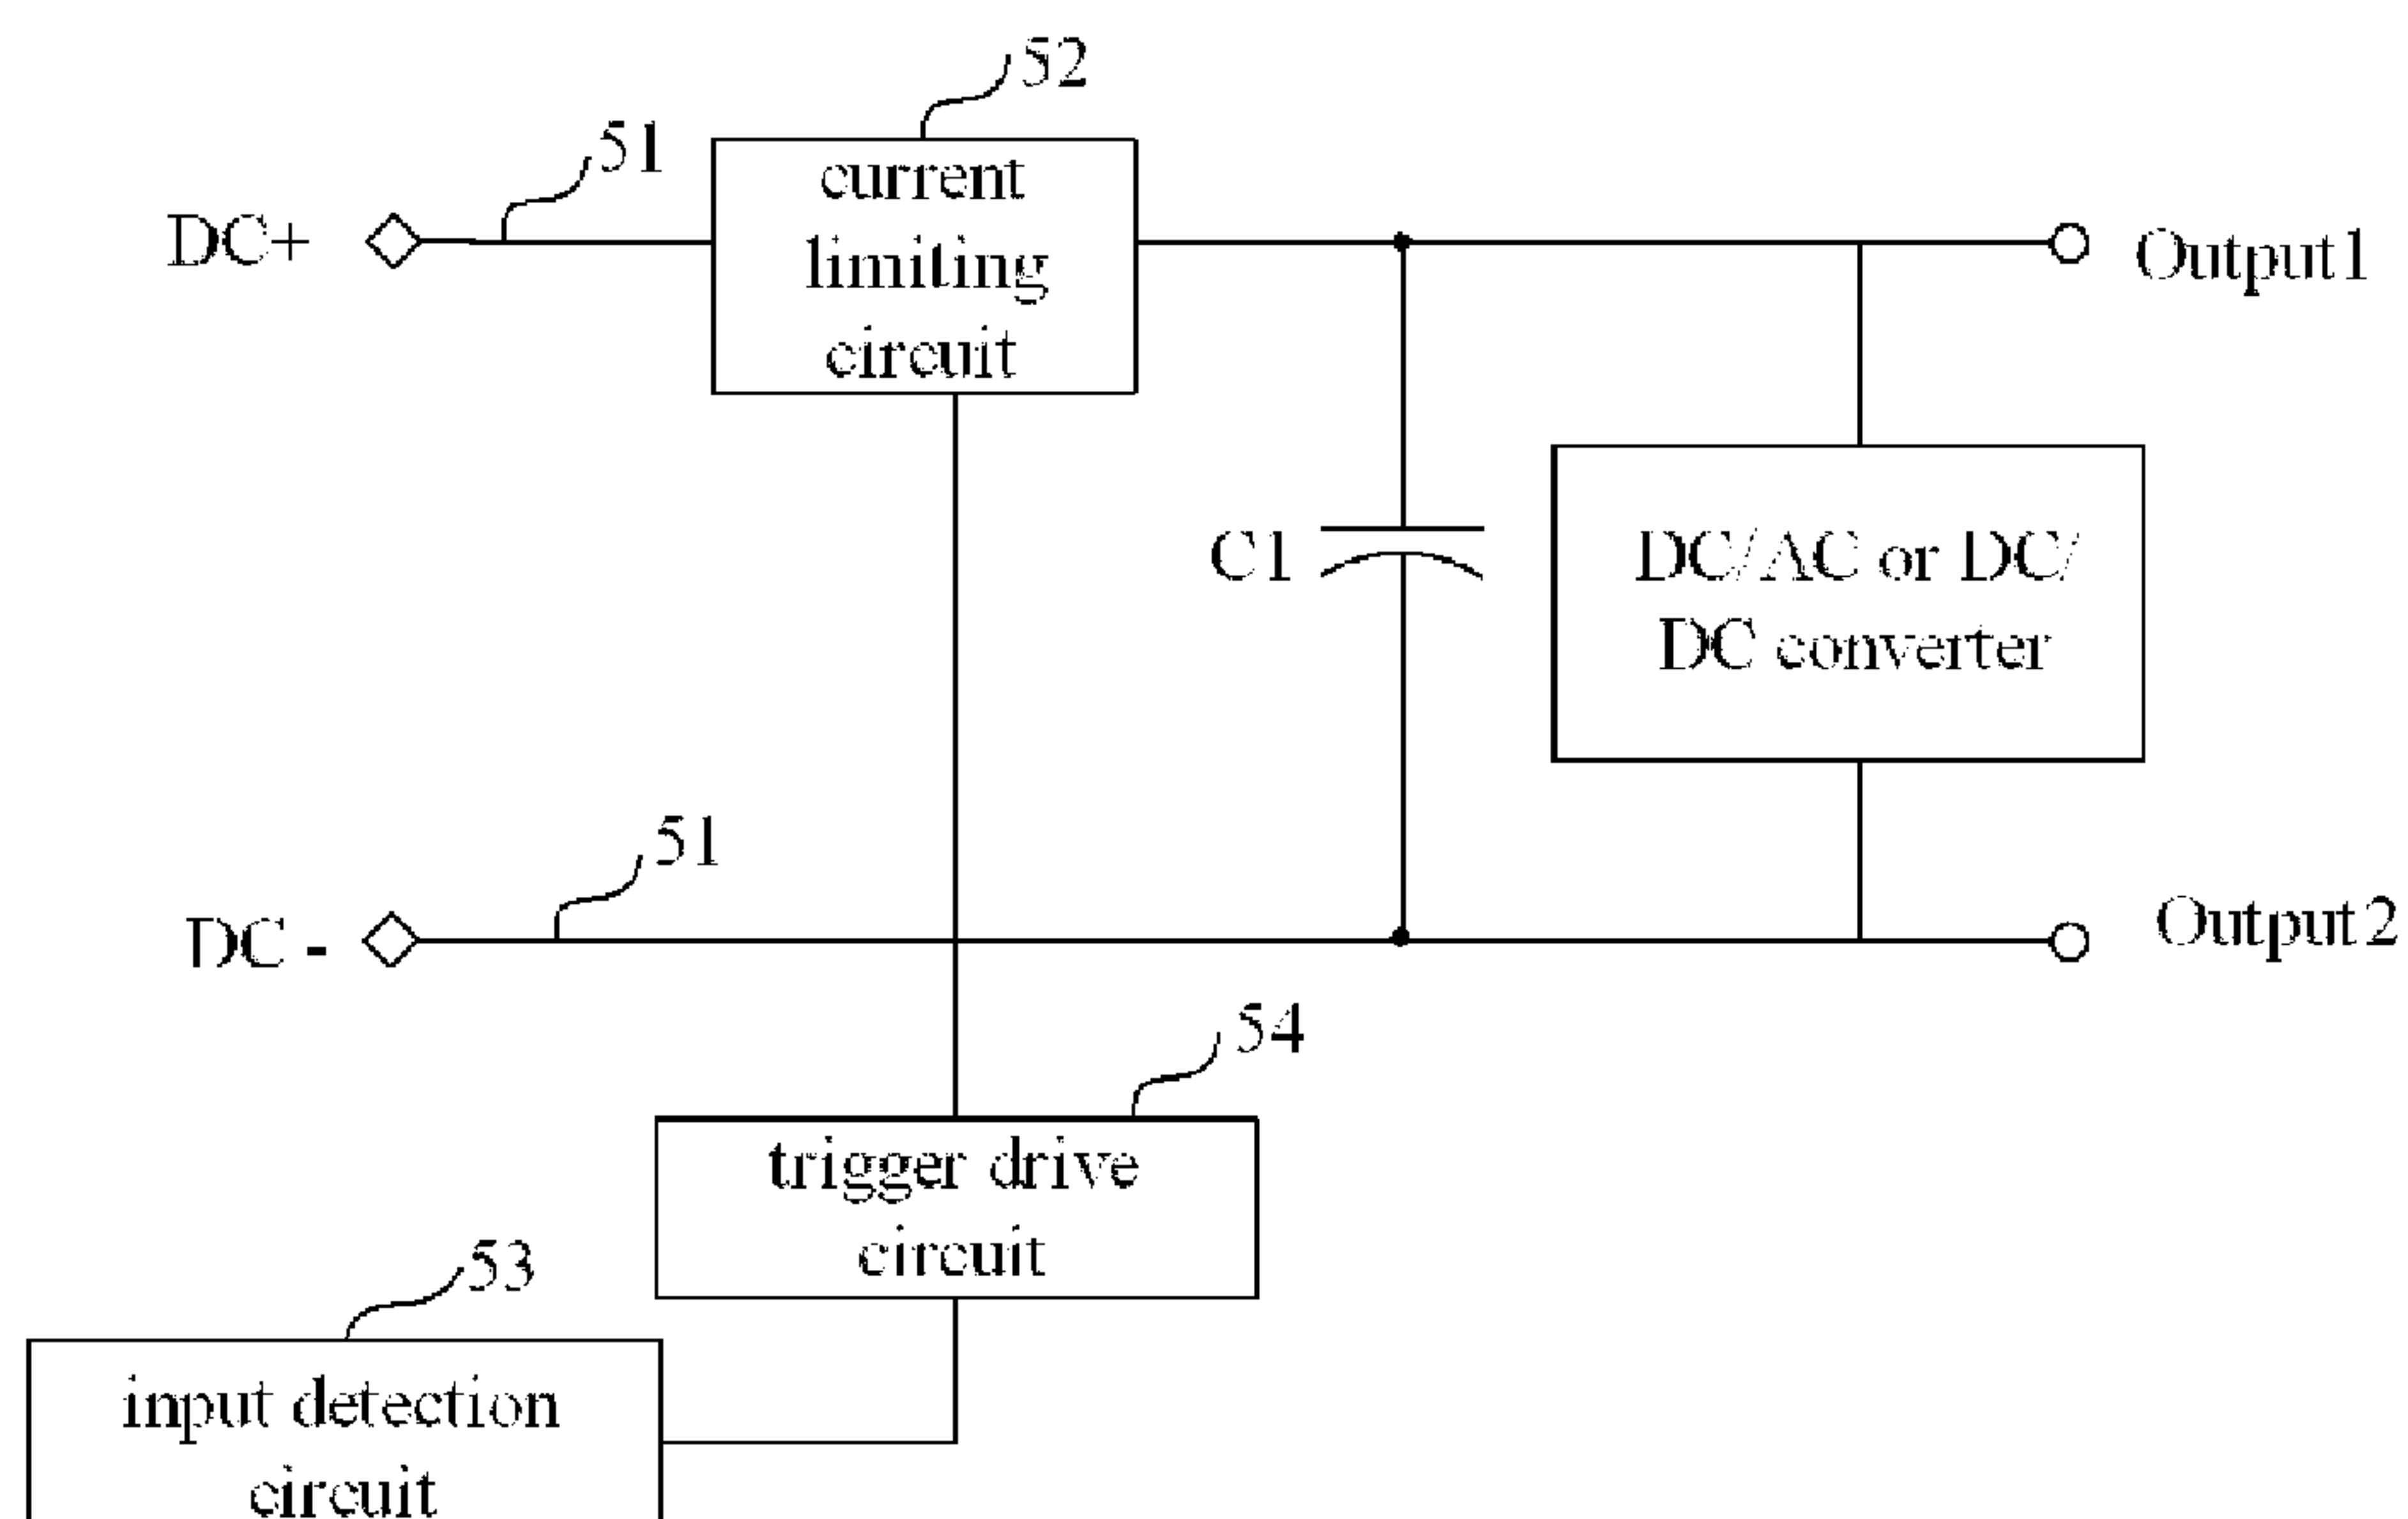 52
51
current
limiting
circuit
DC+
Output1
C1
DC/AC or DC/
DC converter
51
DC -
Output2
54
trigger drive
circuit
53
input detection
circuit